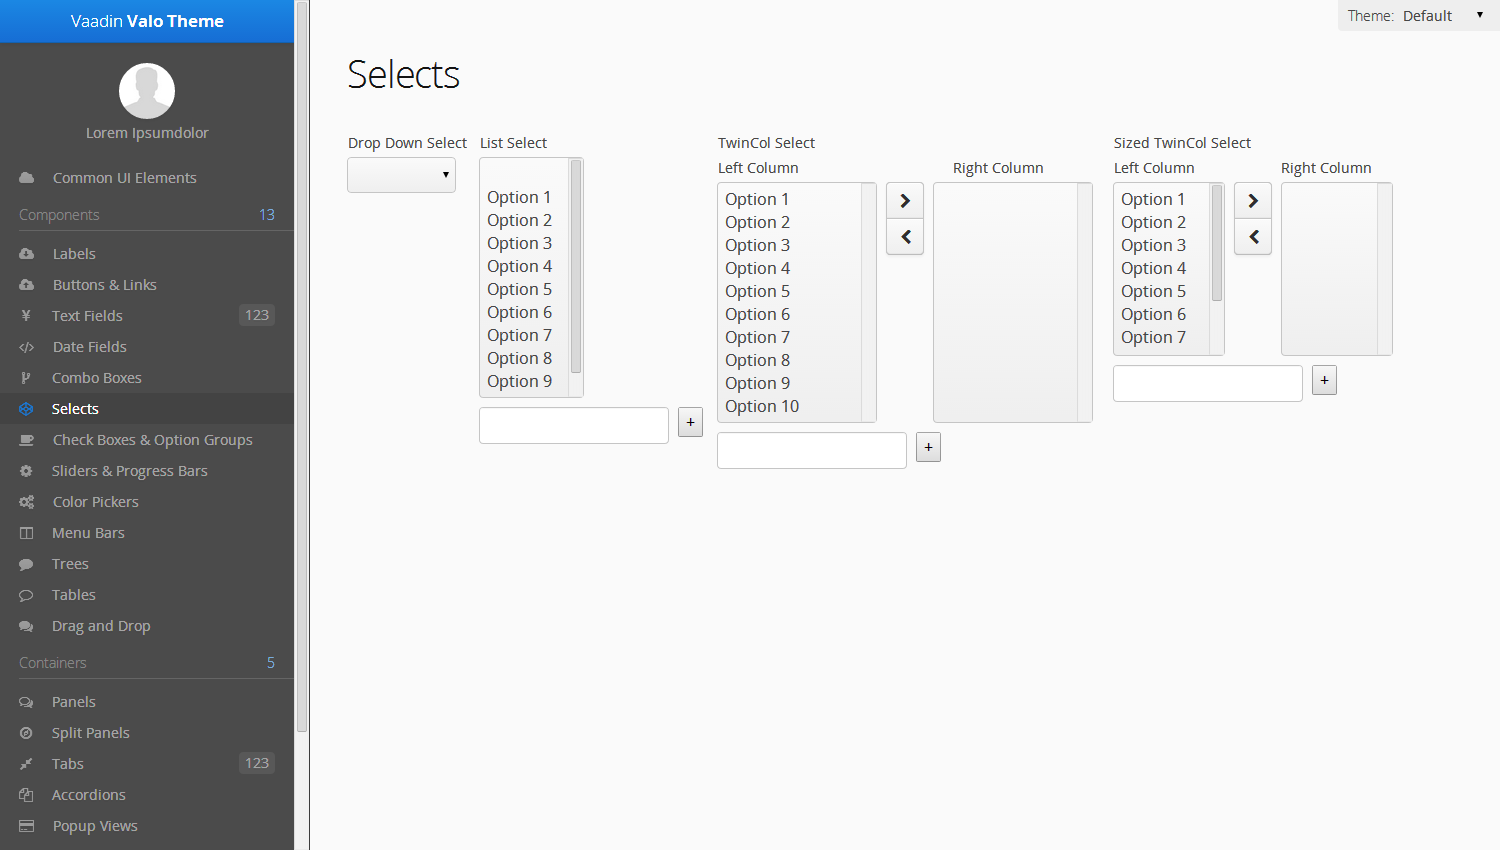 Vaadin Valo Theme
Lorem Ipsumdolor
Common UI Elements
Components 13
Labels
Buttons & Links
Text Fields 123
Date Fields
Combo Boxes
Selects
Check Boxes & Option Groups
Sliders & Progress Bars
Color Pickers
Menu Bars
Trees
Tables
Drag and Drop
Containers 5
Panels
Split Panels
Tabs 123
Accordions
Popup Views
Theme: Default
Selects
Drop Down Select
List Select
Option 1
Option 2
Option 3
Option 4
Option 5
Option 6
Option 7
Option 8
Option 9
+
TwinCol Select
Left Column
Right Column
Option 1
Option 2
Option 3
Option 4
Option 5
Option 6
Option 7
Option 8
Option 9
Option 10
+
Sized TwinCol Select
Left Column
Right Column
Option 1
Option 2
Option 3
Option 4
Option 5
Option 6
Option 7
+